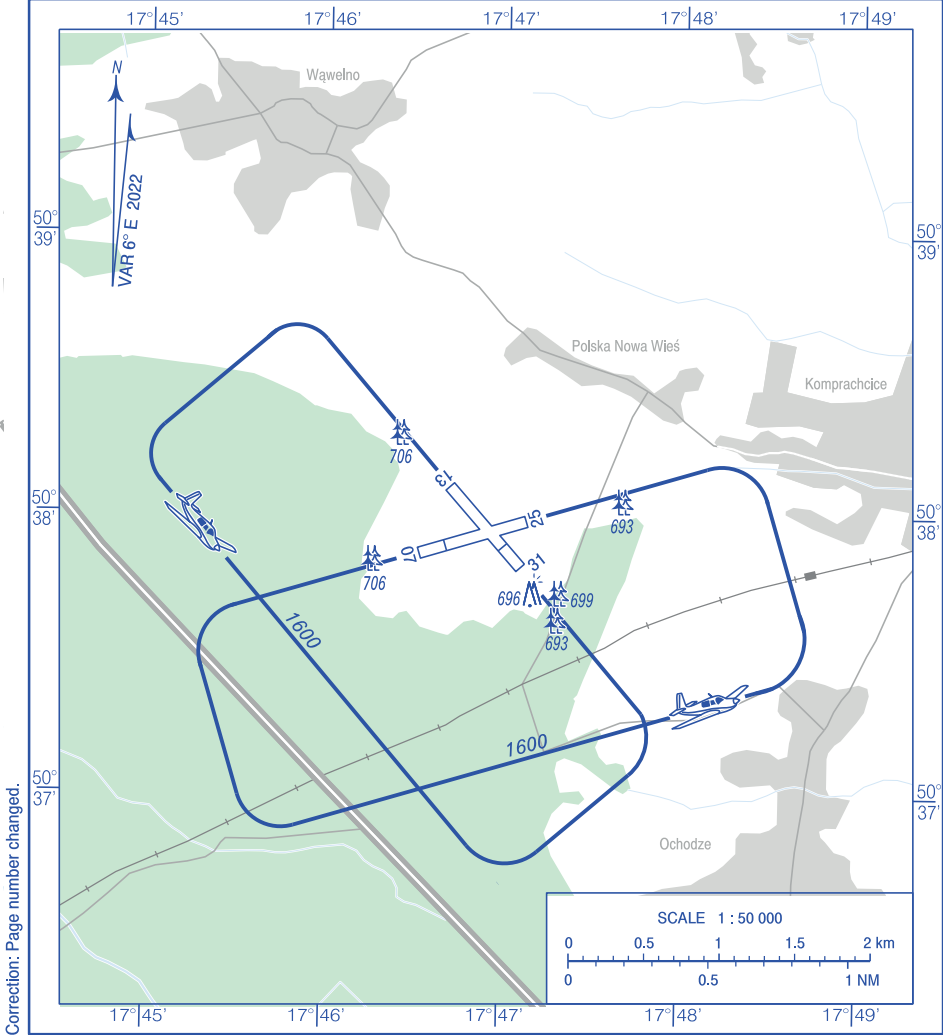 17°45' 17°46' 17°47' 17°48' 17°49'
N
VAR 6° E 2022
Wąwelno
50°
39'
50°
39'
Polska Nowa Wieś
Komprachcice
706
13
50°
38'
25
693
50°
38'
07
706
31
696
699
693
1600
1600
50°
37'
50°
37'
Ochodze
SCALE 1 : 50 000
0 0.5 1 1.5 2 km
0 0.5 1 NM
17°45' 17°46' 17°47' 17°48' 17°49'
Correction: Page number changed.